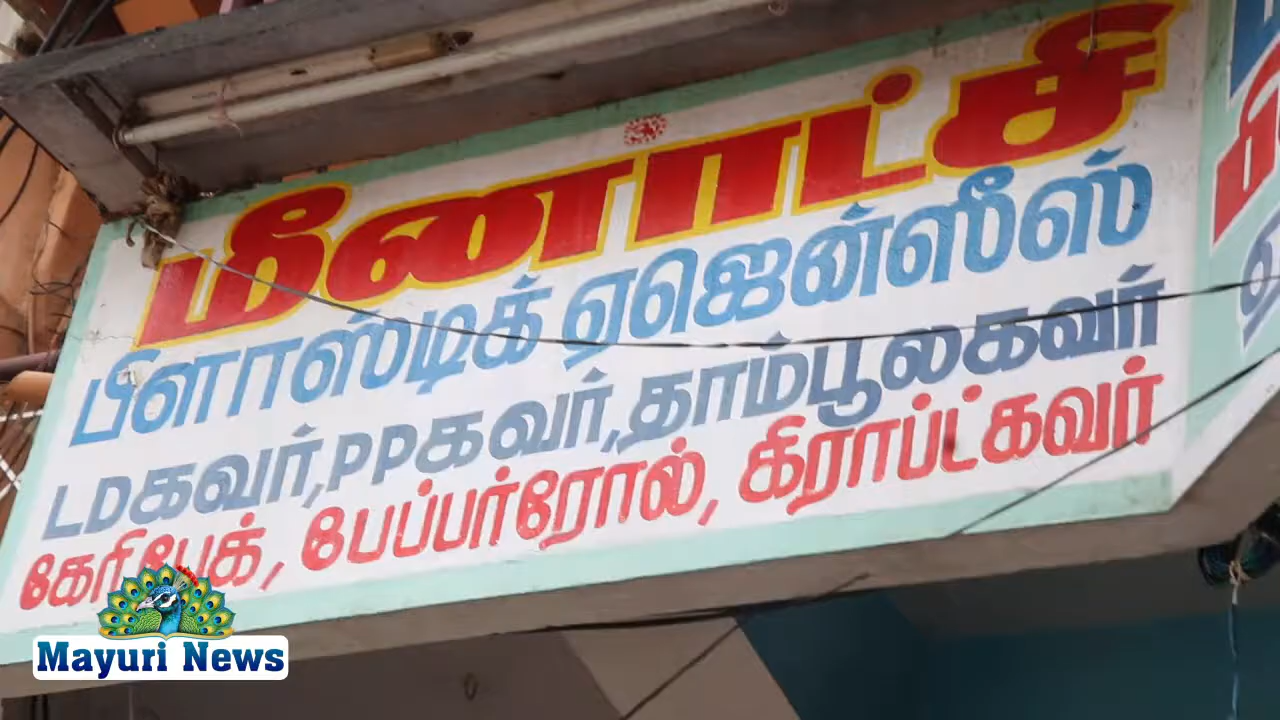 மீனாட்சி
பிளாஸ்டிக் ஏஜென்ஸீஸ்
LDகவர்,PPகவர்,தாம்பூலகவர்
கேரிபேக், பேப்பர்ரோல், கிராப்ட்கவர்
Mayuri News